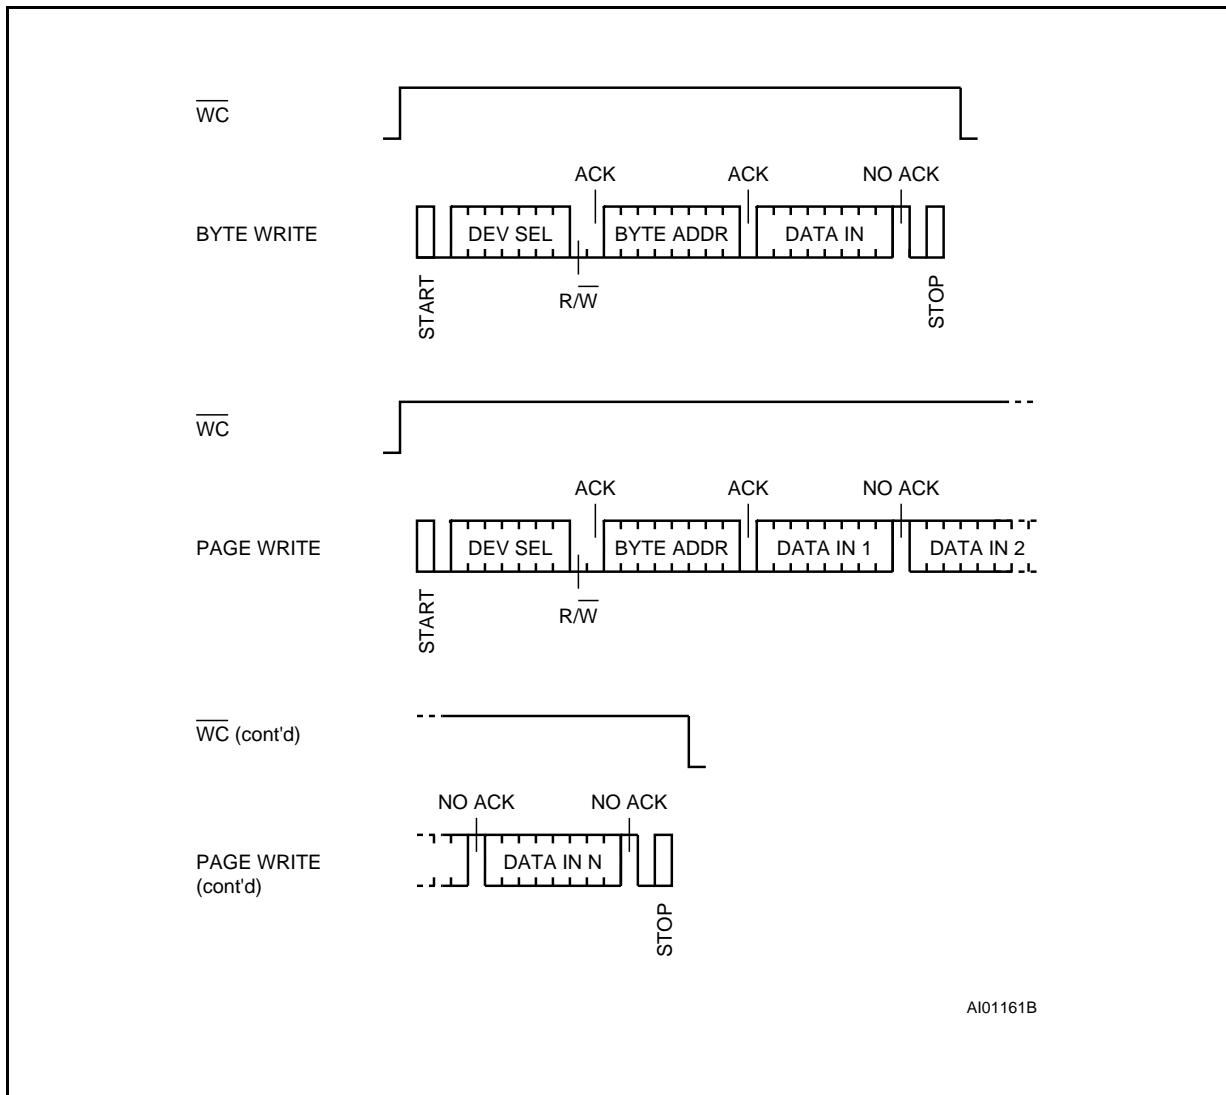 WC
ACK ACK NO ACK
BYTE WRITE DEV SEL BYTE ADDR DATA IN
R/W
START STOP
WC
ACK ACK NO ACK
PAGE WRITE DEV SEL BYTE ADDR DATA IN 1 DATA IN 2
R/W
START
WC (cont'd)
NO ACK NO ACK
PAGE WRITE DATA IN N
(cont'd)
STOP
AI01161B